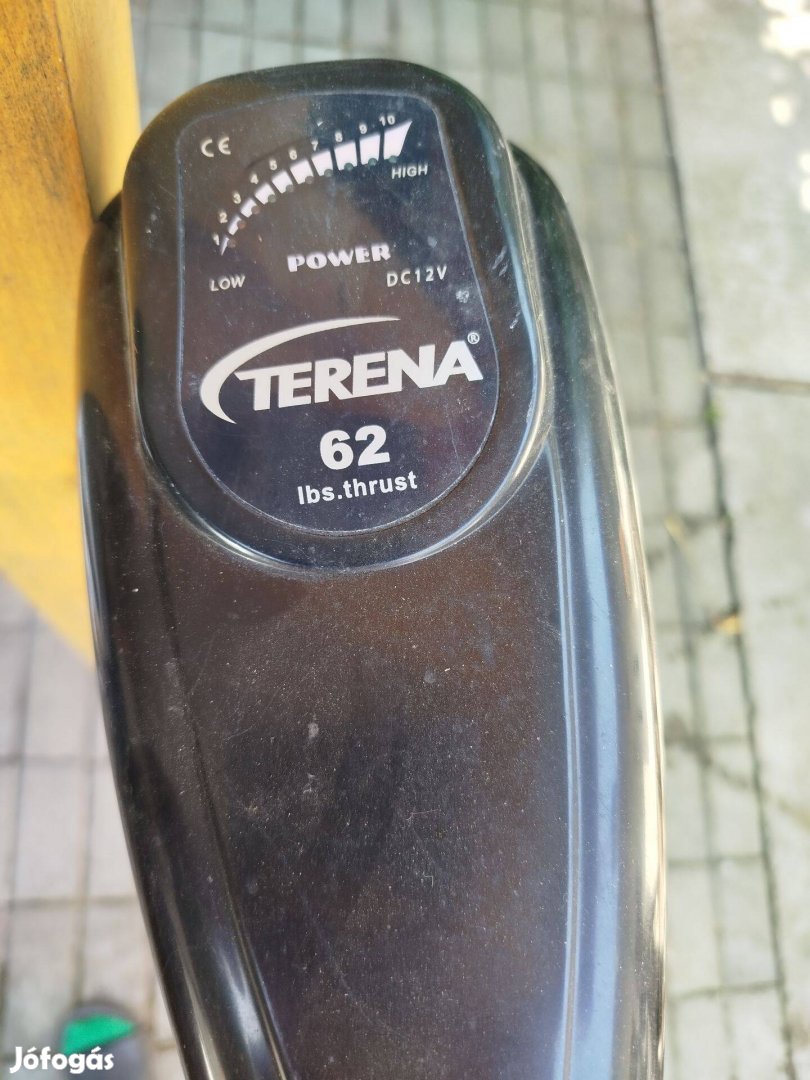 CE
1 2 3 4 5 6 7 8 9 10
HIGH
LOW
POWER
DC12V
TERENA®
62
lbs.thrust
Jófogás